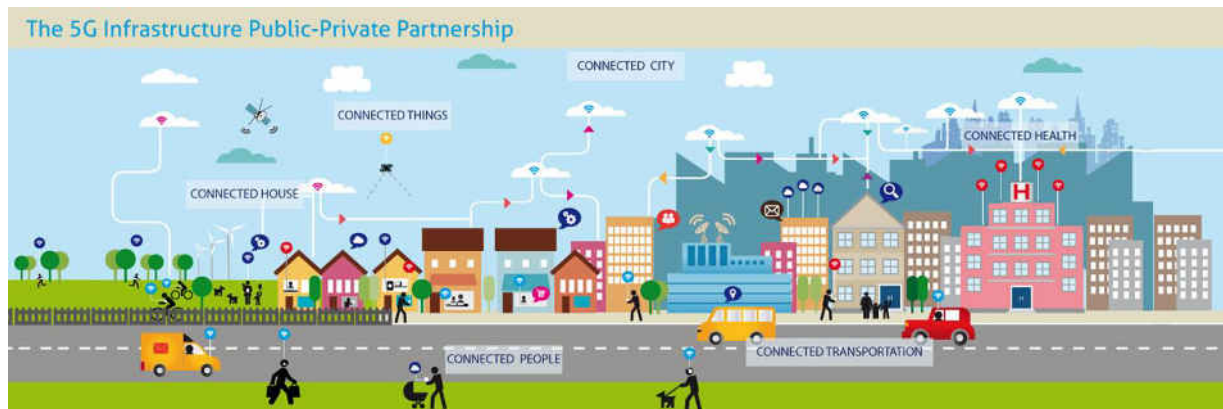 The 5G Infrastructure Public-Private Partnership
CONNECTED CITY
CONNECTED THINGS
CONNECTED HEALTH
CONNECTED HOUSE
H
CONNECTED PEOPLE
CONNECTED TRANSPORTATION